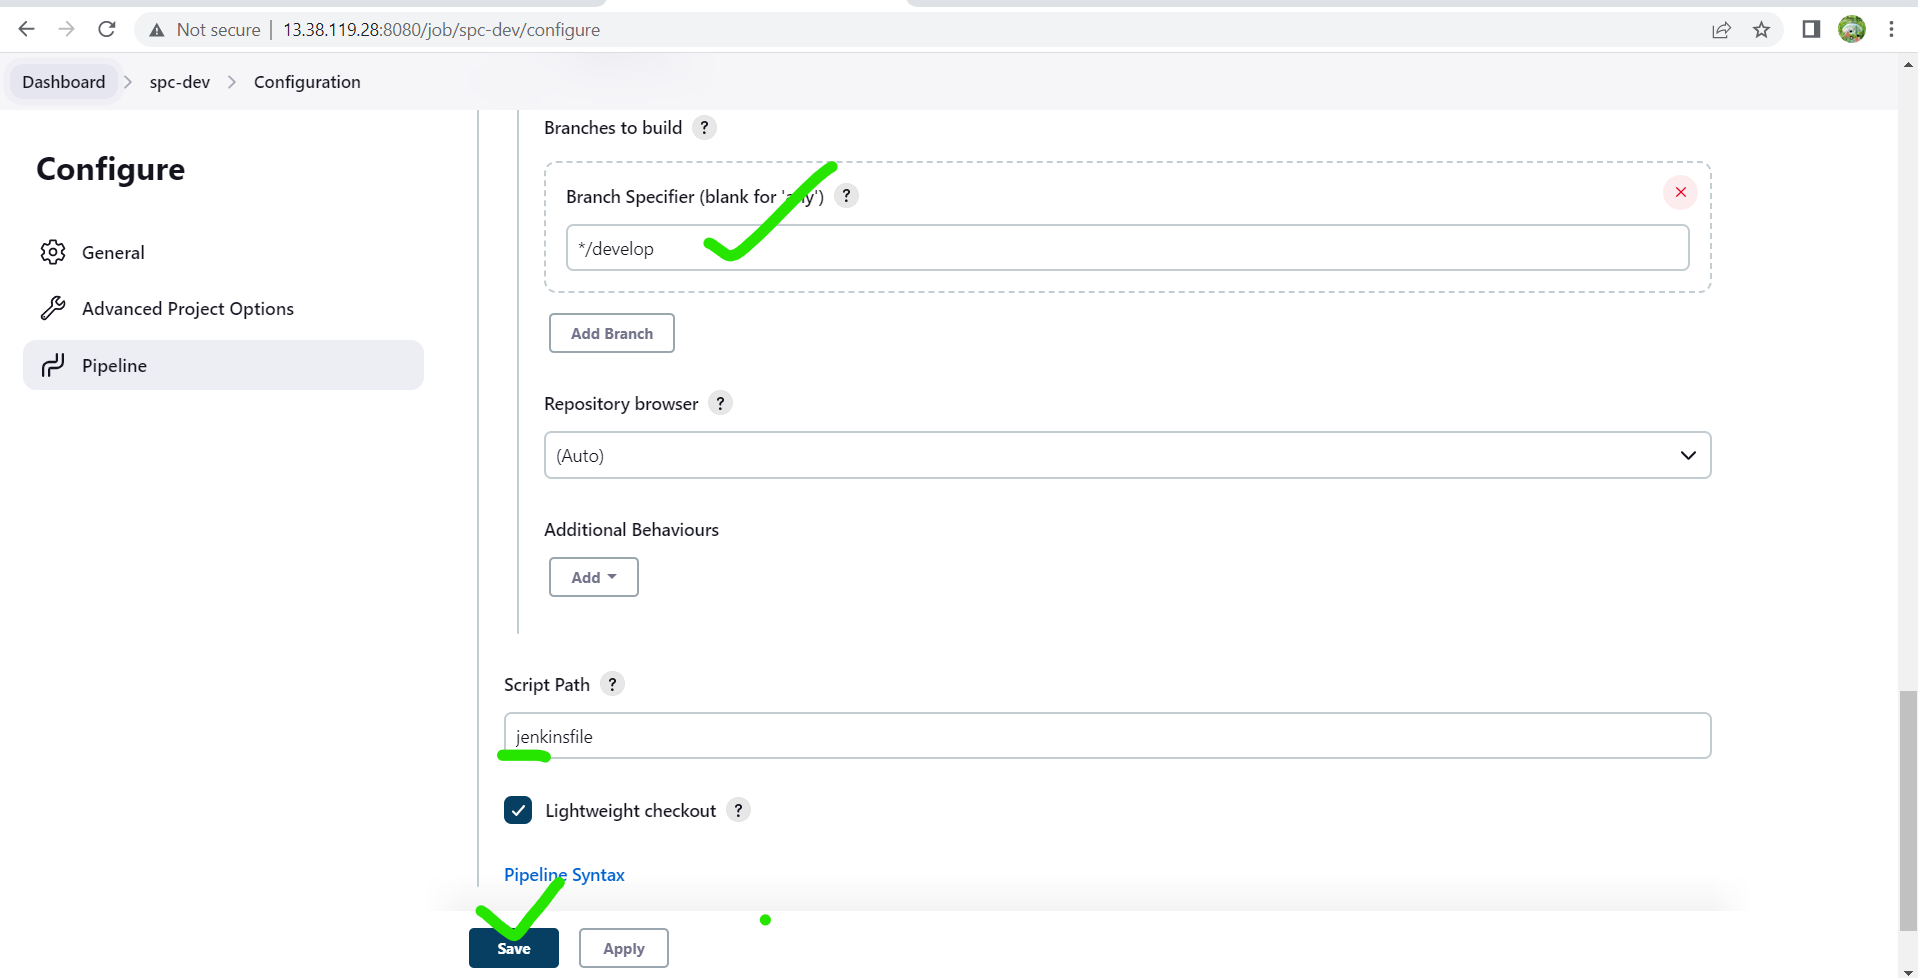 Not secure | 13.38.119.28:8080/job/spc-dev/configure
Dashboard > spc-dev > Configuration
Configure
General
Advanced Project Options
Pipeline
Branches to build ?
Branch Specifier (blank for 'any') ?
*/develop
Add Branch
Repository browser ?
(Auto)
Additional Behaviours
Add
Script Path ?
jenkinsfile
Lightweight checkout ?
Pipeline Syntax
Save Apply